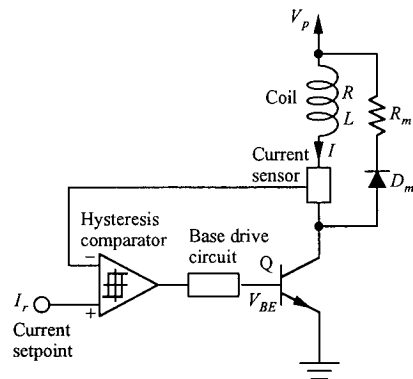 V_p
Coil
R
L
R_m
I
Current
sensor
D_m
Hysteresis
comparator
Base drive
circuit
Q
−
+
I_r
V_BE
Current
setpoint